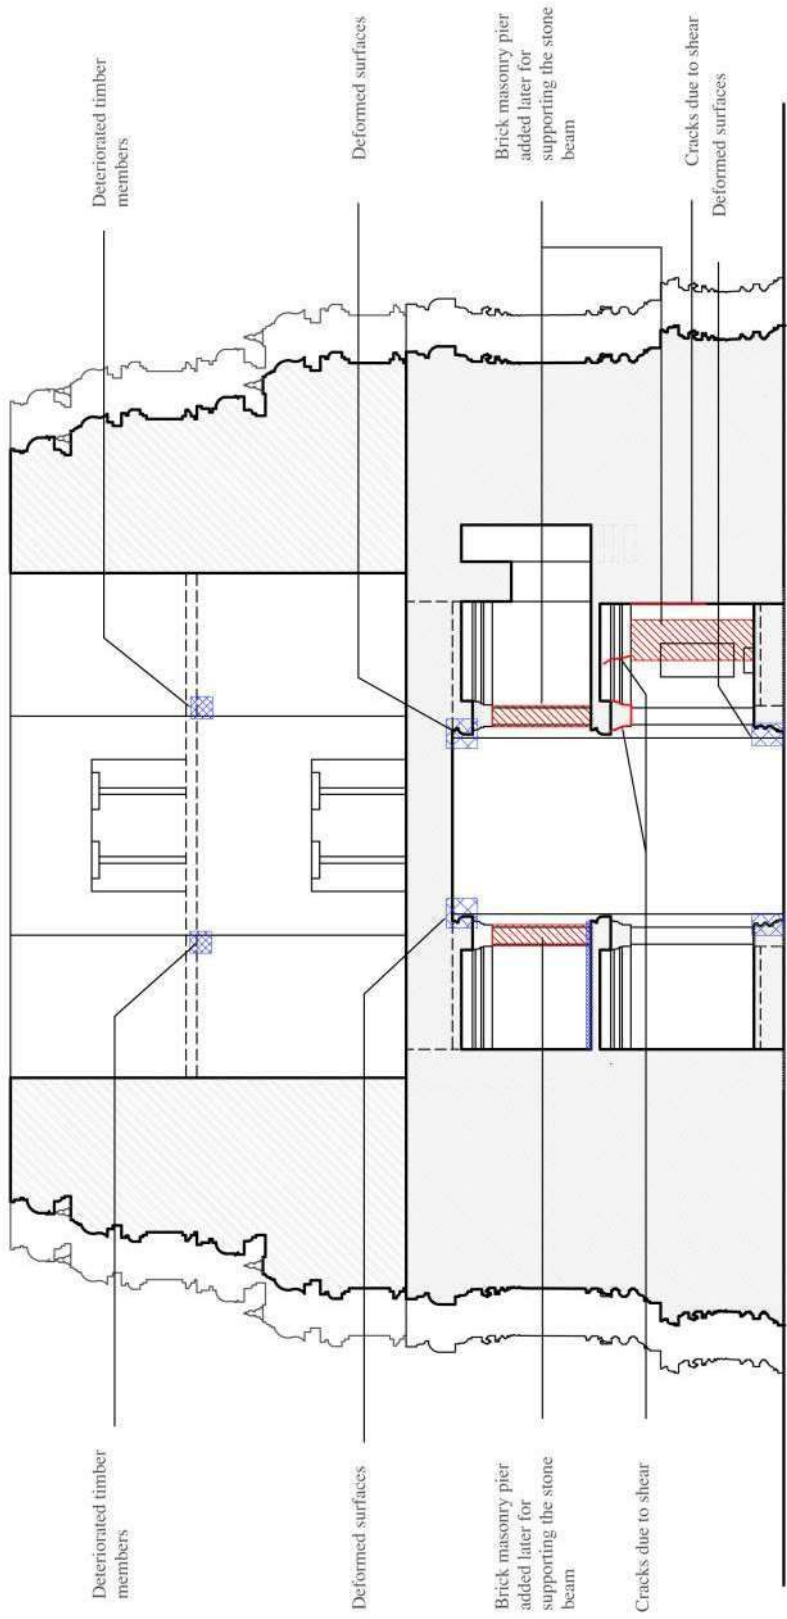 Deteriorated timber
members
Deformed surfaces
Brick masonry pier
added later for
supporting the stone
beam
Cracks due to shear
Deformed surfaces
Deteriorated timber
members
Deformed surfaces
Brick masonry pier
added later for
supporting the stone
beam
Cracks due to shear